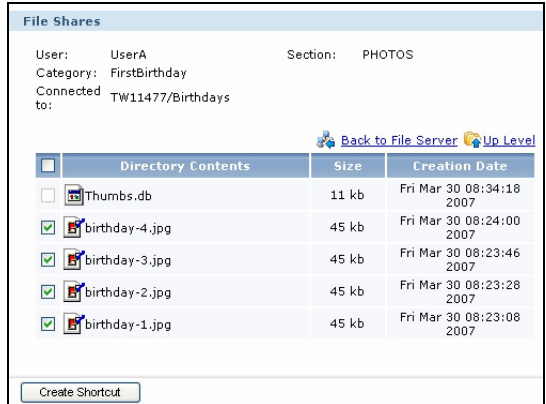 File Shares
User: UserA Section: PHOTOS
Category: FirstBirthday
Connected to: TW11477/Birthdays
Back to File Server Up Level
Directory Contents Size Creation Date
Thumbs.db 11 kb Fri Mar 30 08:34:18 2007
birthday-4.jpg 45 kb Fri Mar 30 08:24:00 2007
birthday-3.jpg 45 kb Fri Mar 30 08:23:46 2007
birthday-2.jpg 45 kb Fri Mar 30 08:23:28 2007
birthday-1.jpg 45 kb Fri Mar 30 08:23:08 2007
Create Shortcut